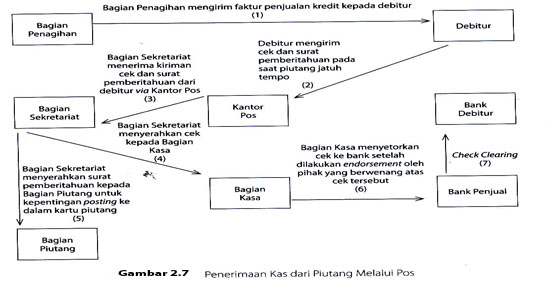 Bagian Penagihan mengirim faktur penjualan kredit kepada debitur
(1)
Bagian
Penagihan
Debitur
Bagian Sekretariat
menerima kiriman
cek dan surat
pemberitahuan dari
debitur via Kantor Pos
(3)
Debitur mengirim
cek dan surat
pemberitahuan pada
saat piutang jatuh
tempo
(2)
Bagian
Sekretariat
Kantor
Pos
Bank
Debitur
Bagian Sekretariat
menyerahkan cek
kepada Bagian
Kasa
(4)
Bagian Kasa menyetorkan
cek ke bank setelah
dilakukan endorsement oleh
pihak yang berwenang atas
cek tersebut
(6)
Check Clearing
(7)
Bagian Sekretariat
menyerahkan surat
pemberitahuan kepada
Bagian Piutang untuk
kepentingan posting ke
dalam kartu piutang
(5)
Bagian
Kasa
Bank Penjual
Bagian
Piutang
Gambar 2.7 Penerimaan Kas dari Piutang Melalui Pos